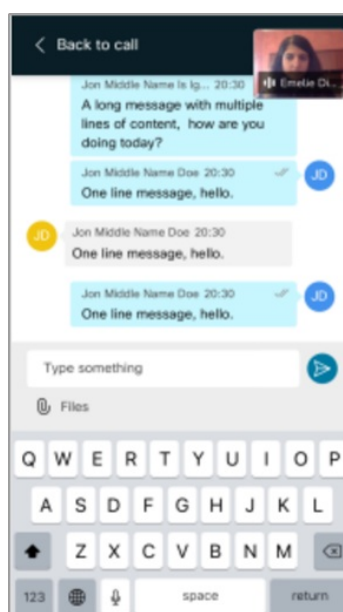 Back to call
Jon Middle Name Is Ig... 20:30
Emelie Di...
A long message with multiple
lines of content, how are you
doing today?
Jon Middle Name Doe 20:30
JD
One line message, hello.
JD
Jon Middle Name Doe 20:30
One line message, hello.
Jon Middle Name Doe 20:30
JD
One line message, hello.
Type something
Files
Q W E R T Y U I O P
A S D F G H J K L
Z X C V B N M
123 space return